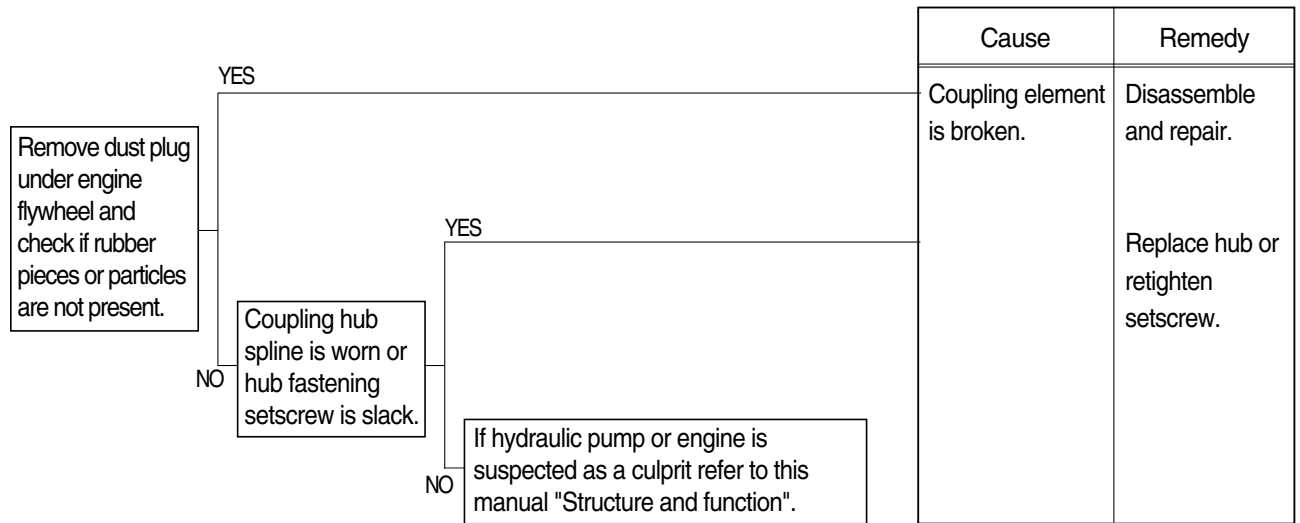 Cause
Remedy
YES
Coupling element
is broken.
Disassemble
and repair.
Remove dust plug
under engine
flywheel and
check if rubber
pieces or particles
are not present.
YES
Replace hub or
retighten
setscrew.
NO
Coupling hub
spline is worn or
hub fastening
setscrew is slack.
NO
If hydraulic pump or engine is
suspected as a culprit refer to this
manual "Structure and function".